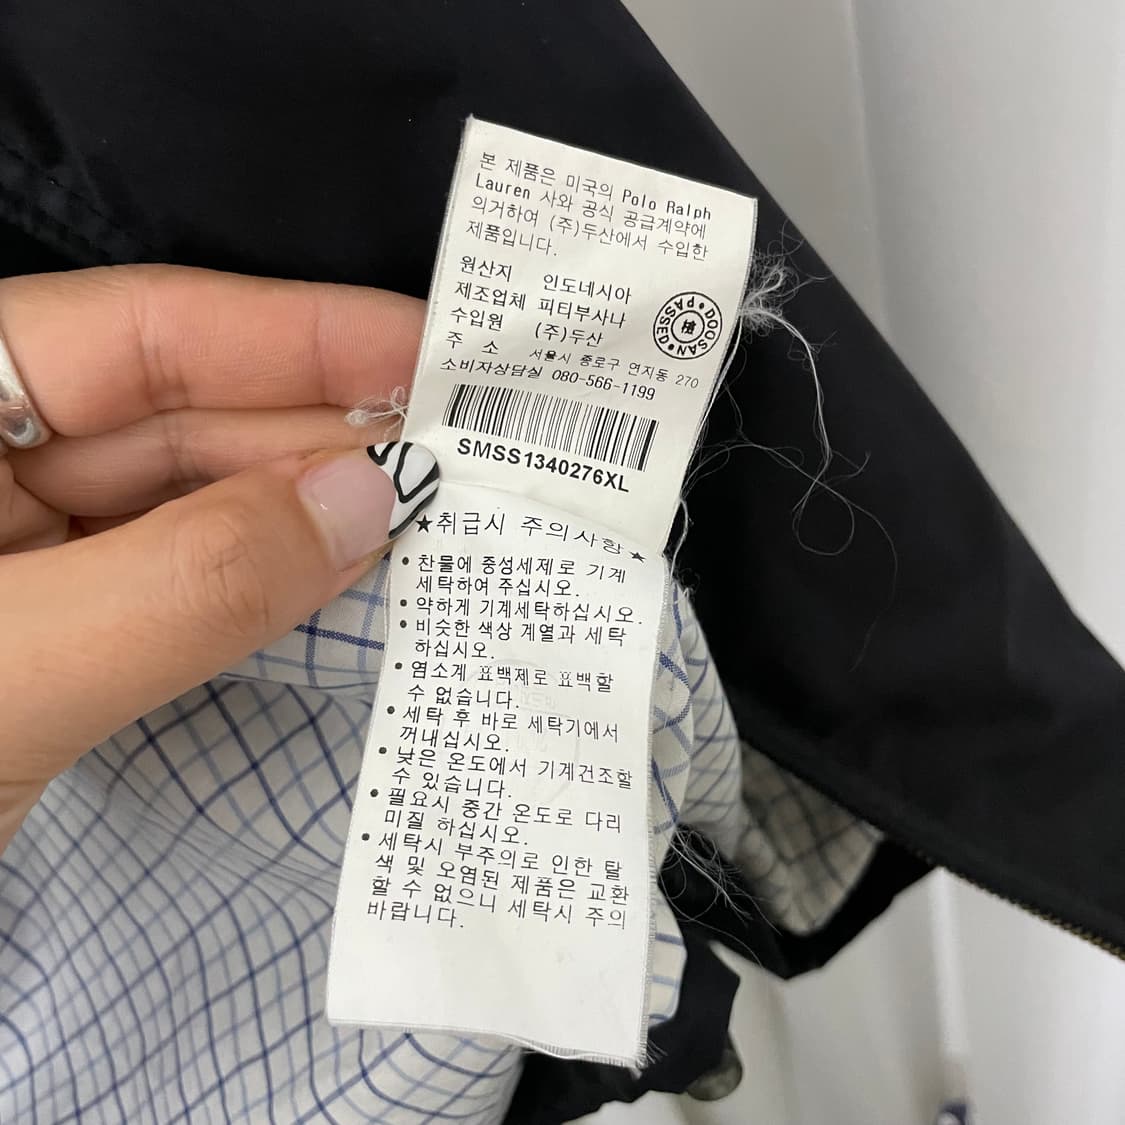 본 제품은 미국의 Polo Ralph
Lauren 사와 공식 공급계약에
의거하여 (주)두산에서 수입한
제품입니다.
원산지 인도네시아
제조업체 피티부사나
수입원 (주)두산
주 소 서울시 종로구 연지동 270
소비자상담실 080-566-1199
DOOSAN PASSED
SMSS1340276XL
★취급시 주의사항★
• 찬물에 중성세제로 기계
세탁하여 주십시오.
• 약하게 기계세탁하십시오.
• 비슷한 색상 계열과 세탁
하십시오.
• 염소계 표백제로 표백할
수 없습니다.
• 세탁 후 바로 세탁기에서
꺼내십시오.
• 낮은 온도에서 기계건조할
수 있습니다.
• 필요시 중간 온도로 다리
미질 하십시오.
• 세탁시 부주의로 인한 탈
색 및 오염된 제품은 교환
할 수 없으니 세탁시 주의
바랍니다.